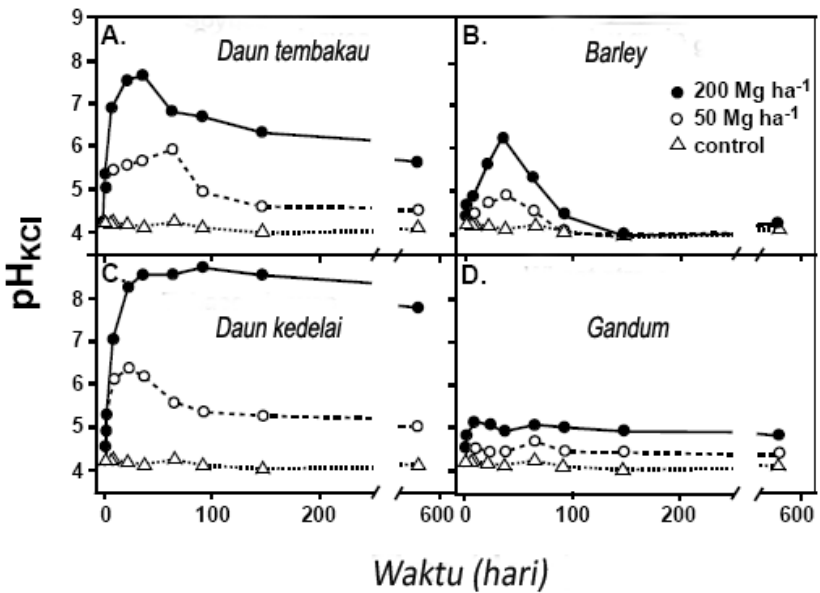 9
8
7
6
5
4
A.
Daun tembakau
B.
Barley
200 Mg ha-1
50 Mg ha-1
control
pHKCl
8
7
6
5
4
C
Daun kedelai
D.
Gandum
0
100
200
600
0
100
200
600
Waktu (hari)